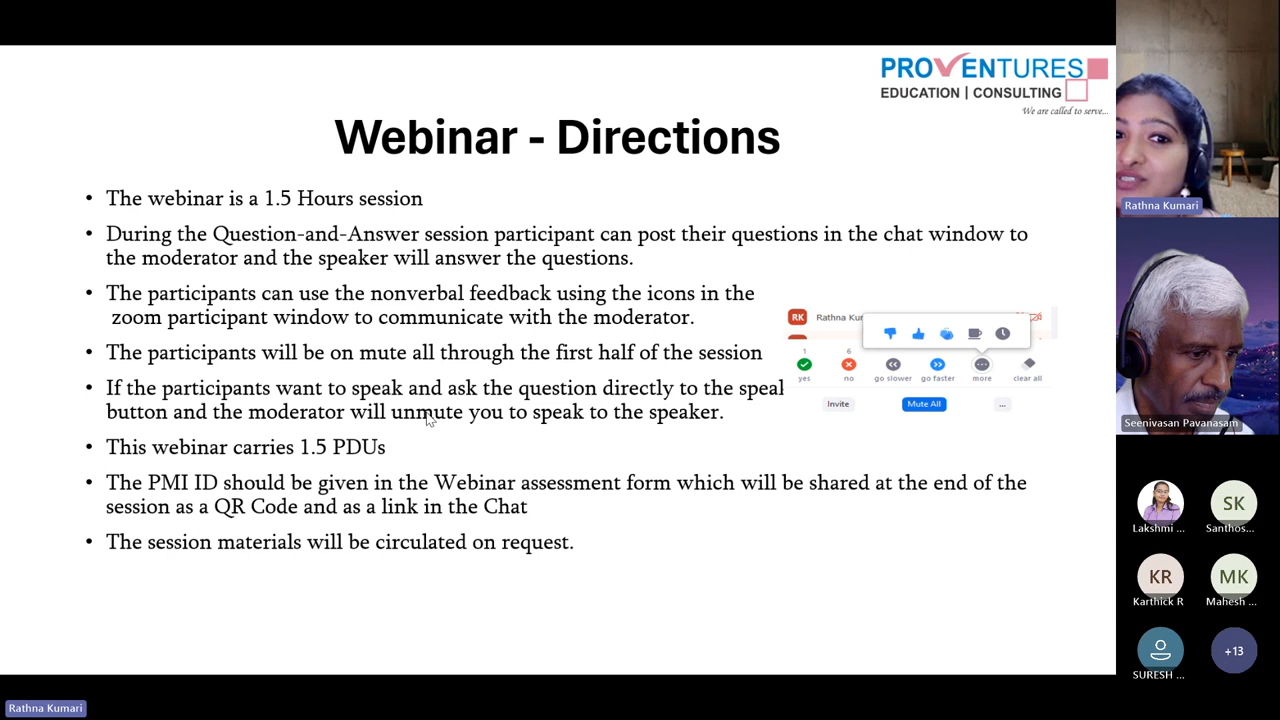 PROVENTURES
EDUCATION | CONSULTING
We are called to serve...
Webinar - Directions
• The webinar is a 1.5 Hours session
• During the Question-and-Answer session participant can post their questions in the chat window to
the moderator and the speaker will answer the questions.
• The participants can use the nonverbal feedback using the icons in the
zoom participant window to communicate with the moderator.
• The participants will be on mute all through the first half of the session
• If the participants want to speak and ask the question directly to the
button and the moderator will unmute you to speak to the speaker.
• This webinar carries 1.5 PDUs
• The PMI ID should be given in the Webinar assessment form which will be shared at the end of the
session as a QR Code and as a link in the Chat
• The session materials will be circulated on request.
RK Rathna Kur
1 6
yes no go slower go faster more clear all
Invite Mute All ...
Rathna Kumari
Seenivasan Pavanasam
SK
Lakshmi ... Santhos...
KR MK
Karthick R Mahesh ...
+13
SURESH ...
Rathna Kumari